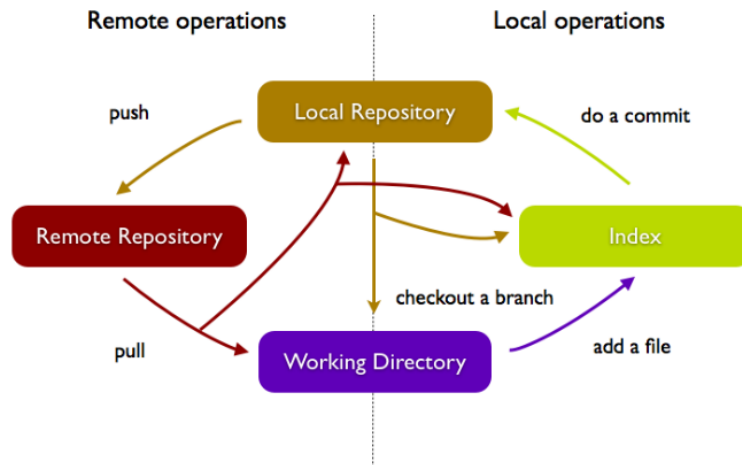 Remote operations
Local operations
push
Local Repository
do a commit
Remote Repository
Index
checkout a branch
pull
Working Directory
add a file